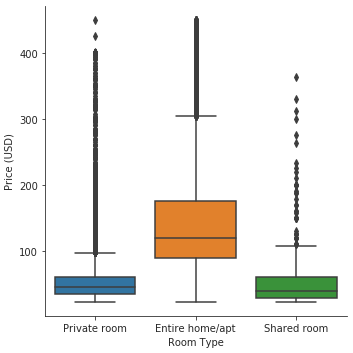 400
300
200
100
Price (USD)
Private room Entire home/apt Shared room
Room Type